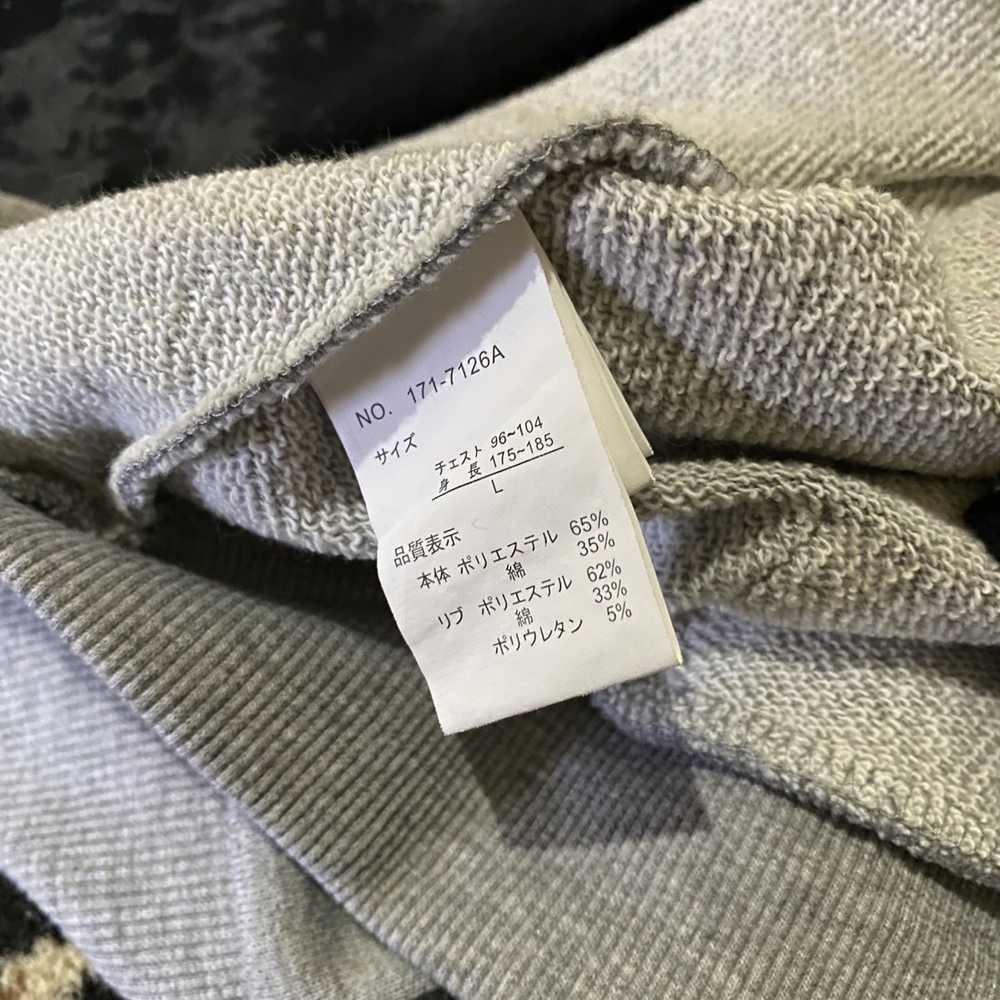 NO. 171-7126A
サイズ
チェスト 96~104
身 長 175~185
L
品質表示
本体 ポリエステル 65%
綿 35%
リブ ポリエステル 62%
綿 33%
ポリウレタン 5%